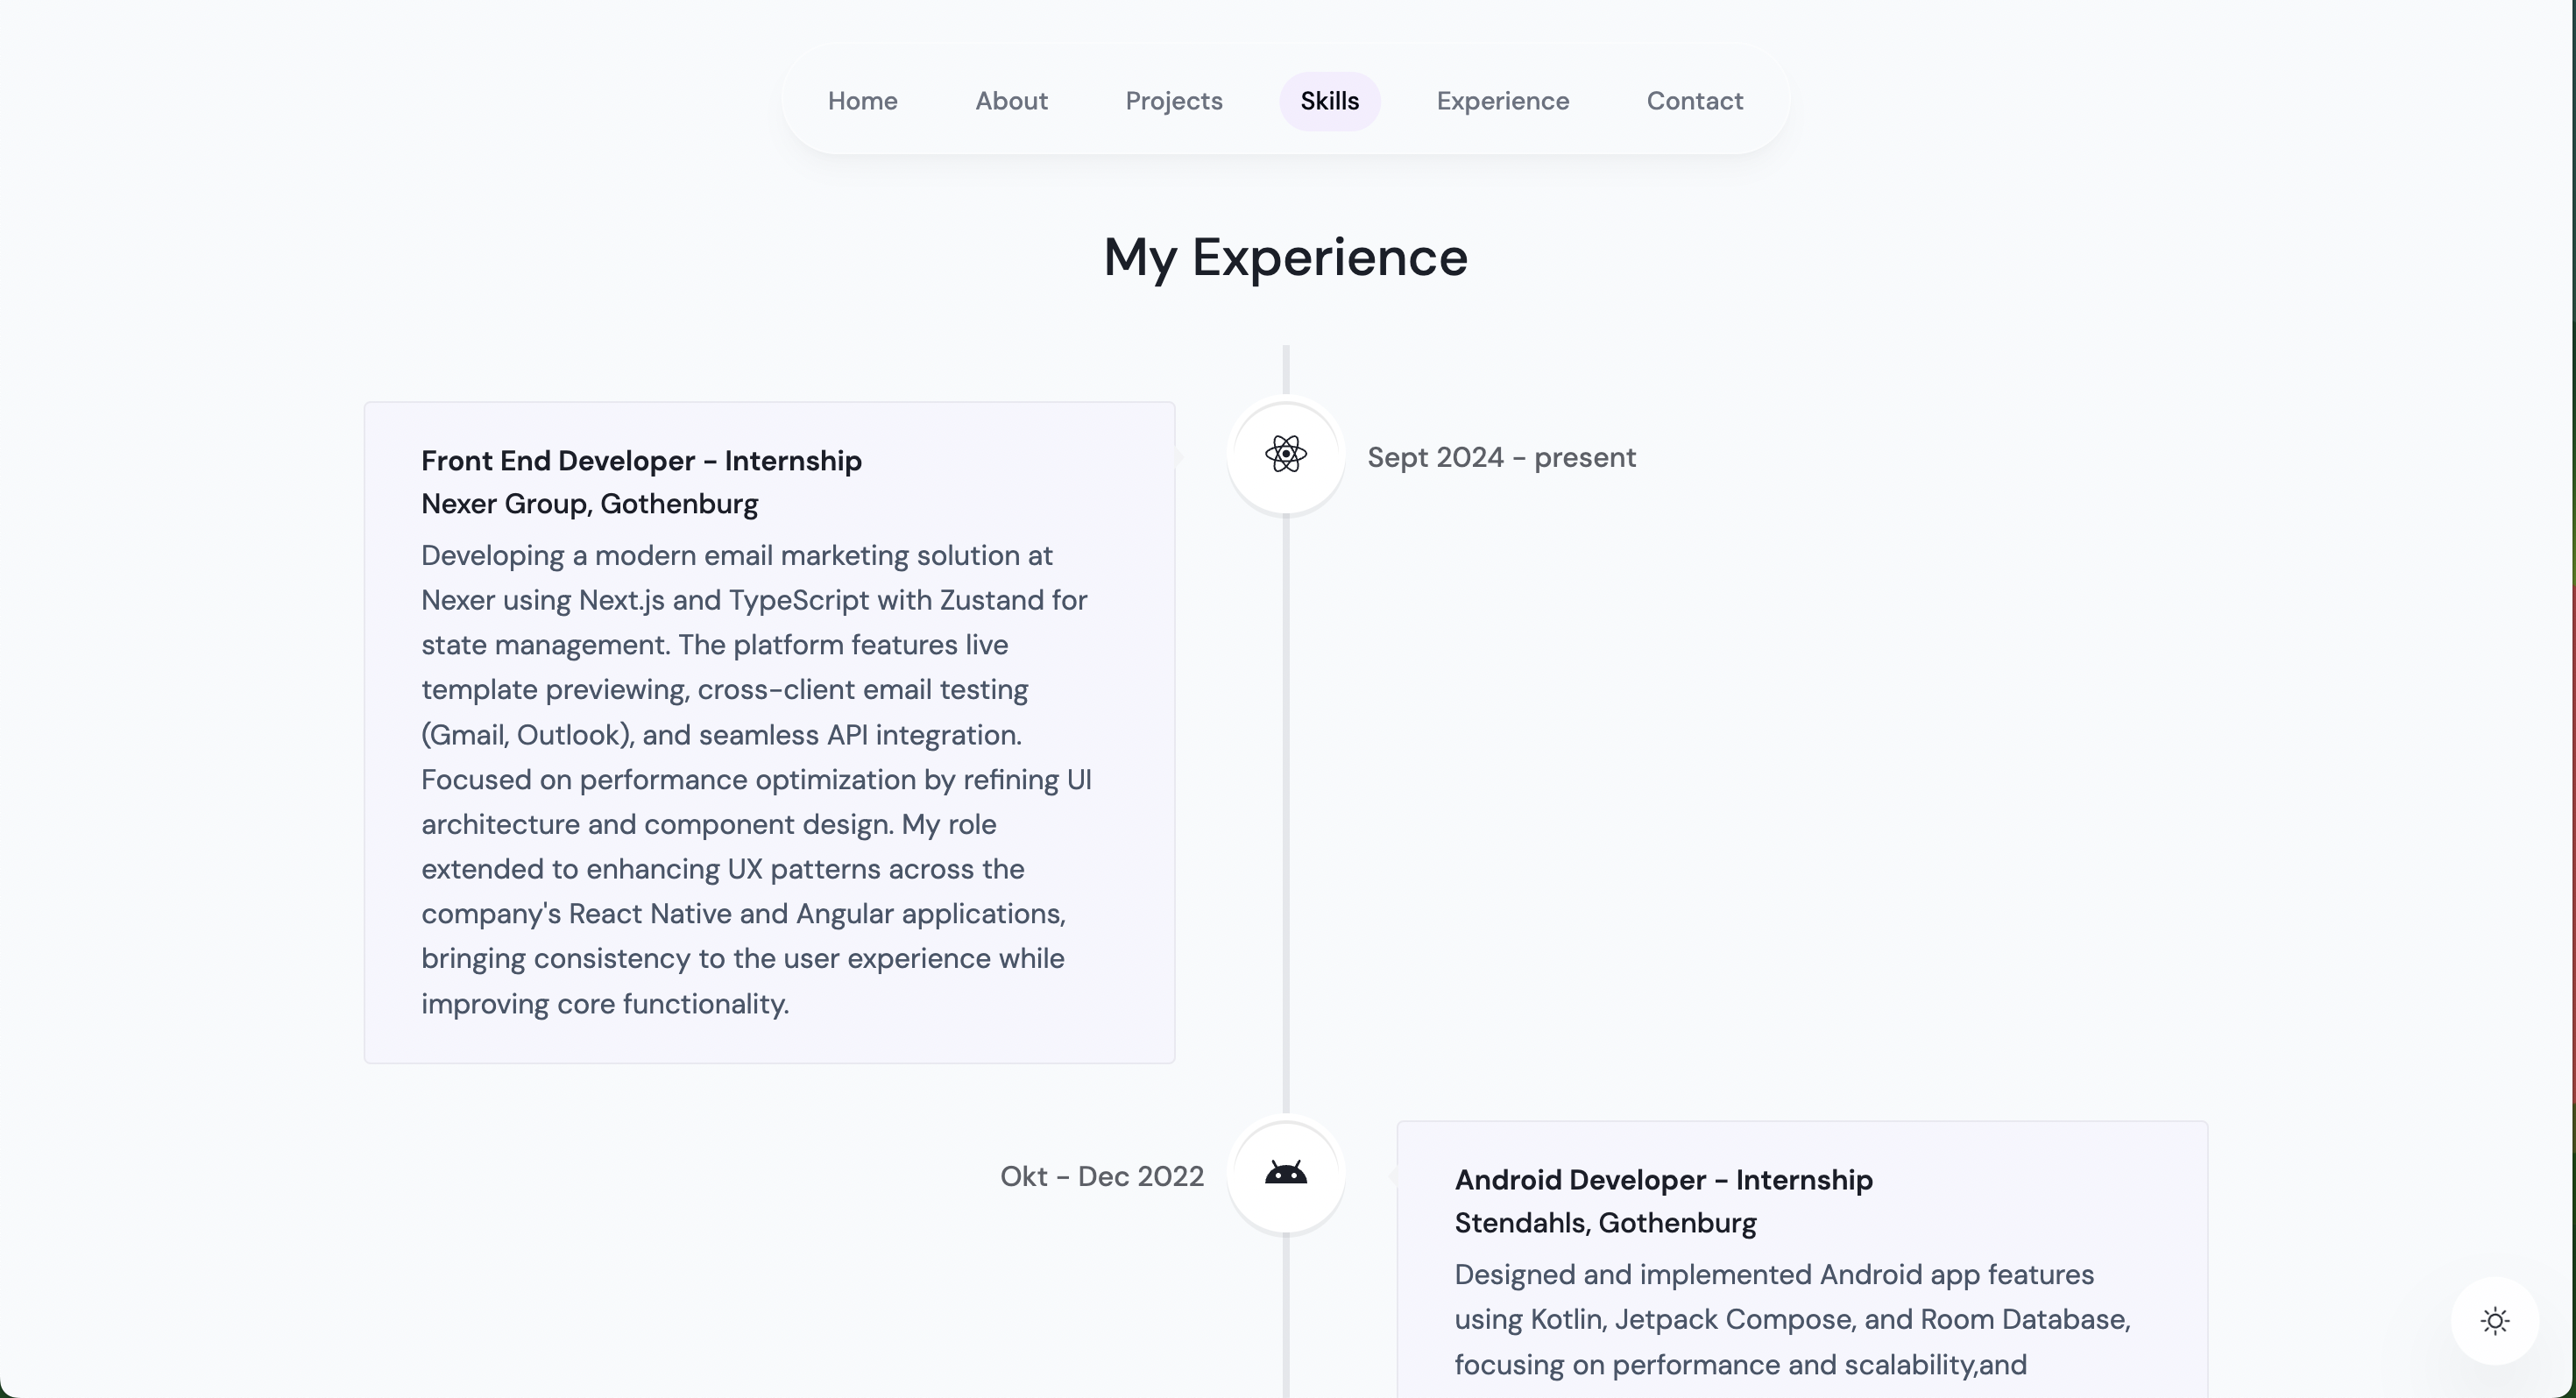 Home About Projects Skills Experience Contact
My Experience
Front End Developer - Internship
Nexer Group, Gothenburg
Developing a modern email marketing solution at
Nexer using Next.js and TypeScript with Zustand for
state management. The platform features live
template previewing, cross-client email testing
(Gmail, Outlook), and seamless API integration.
Focused on performance optimization by refining UI
architecture and component design. My role
extended to enhancing UX patterns across the
company's React Native and Angular applications,
bringing consistency to the user experience while
improving core functionality.
Sept 2024 - present
Okt - Dec 2022
Android Developer - Internship
Stendahls, Gothenburg
Designed and implemented Android app features
using Kotlin, Jetpack Compose, and Room Database,
focusing on performance and scalability,and